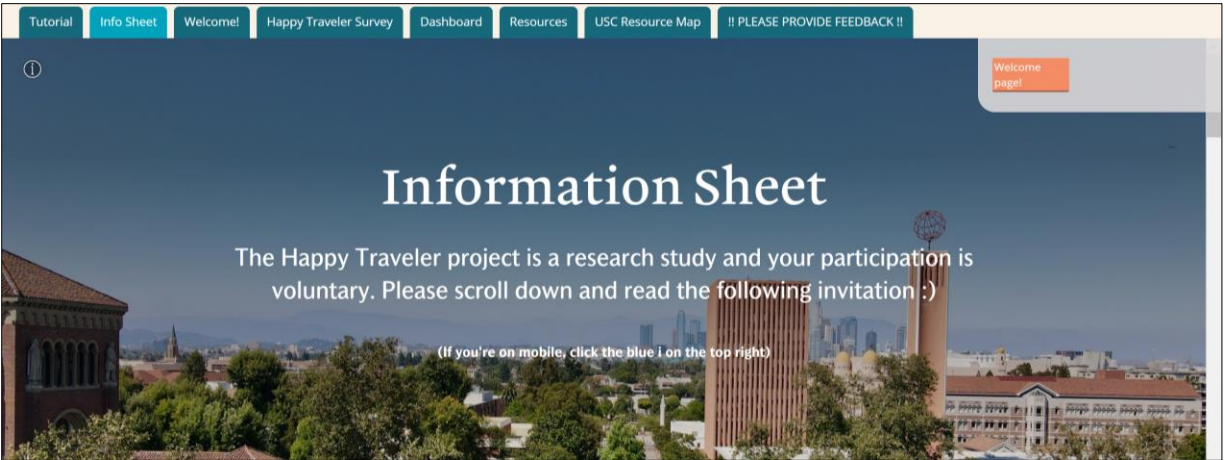 Tutorial
Info Sheet
Welcome!
Happy Traveler Survey
Dashboard
Resources
USC Resource Map
!! PLEASE PROVIDE FEEDBACK !!
Welcome
page!
Information Sheet
The Happy Traveler project is a research study and your participation is
voluntary. Please scroll down and read the following invitation :)
(If you're on mobile, click the blue i on the top right)